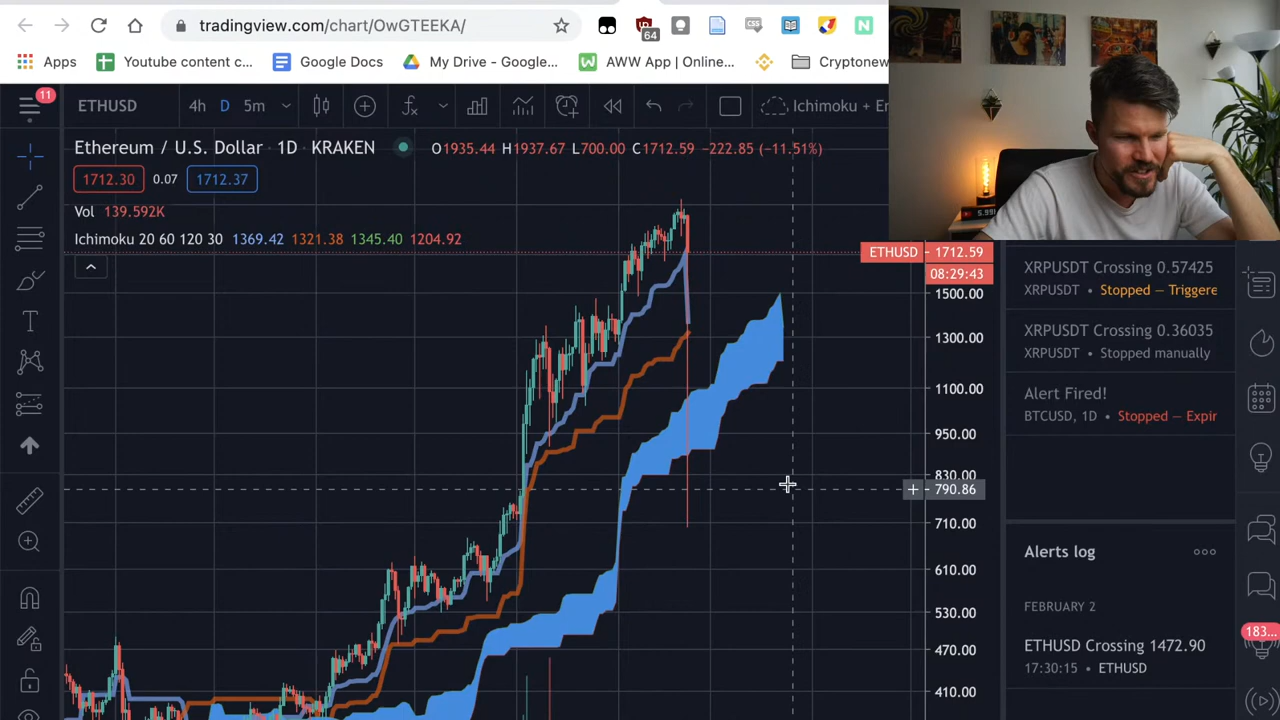 tradingview.com/chart/OwGTEEKA/
64
CSS
N
Apps
Youtube content c...
Google Docs
My Drive - Google...
AWW App | Online...
Cryptonew
11
ETHUSD
4h
D
5m
Ichimoku + Er
Ethereum / U.S. Dollar · 1D · KRAKEN
O1935.44 H1937.67 L700.00 C1712.59 -222.85 (-11.51%)
1712.30
0.07
1712.37
Vol 139.592K
Ichimoku 20 60 120 30 1369.42 1321.38 1345.40 1204.92
ETHUSD
1712.59
08:29:43
1500.00
1300.00
1100.00
950.00
830.00
790.86
710.00
610.00
530.00
470.00
410.00
5.991
XRPUSDT Crossing 0.57425
XRPUSDT • Stopped — Triggere
XRPUSDT Crossing 0.36035
XRPUSDT • Stopped manually
Alert Fired!
BTCUSD, 1D • Stopped — Expir
Alerts log
FEBRUARY 2
ETHUSD Crossing 1472.90
17:30:15 • ETHUSD
183...